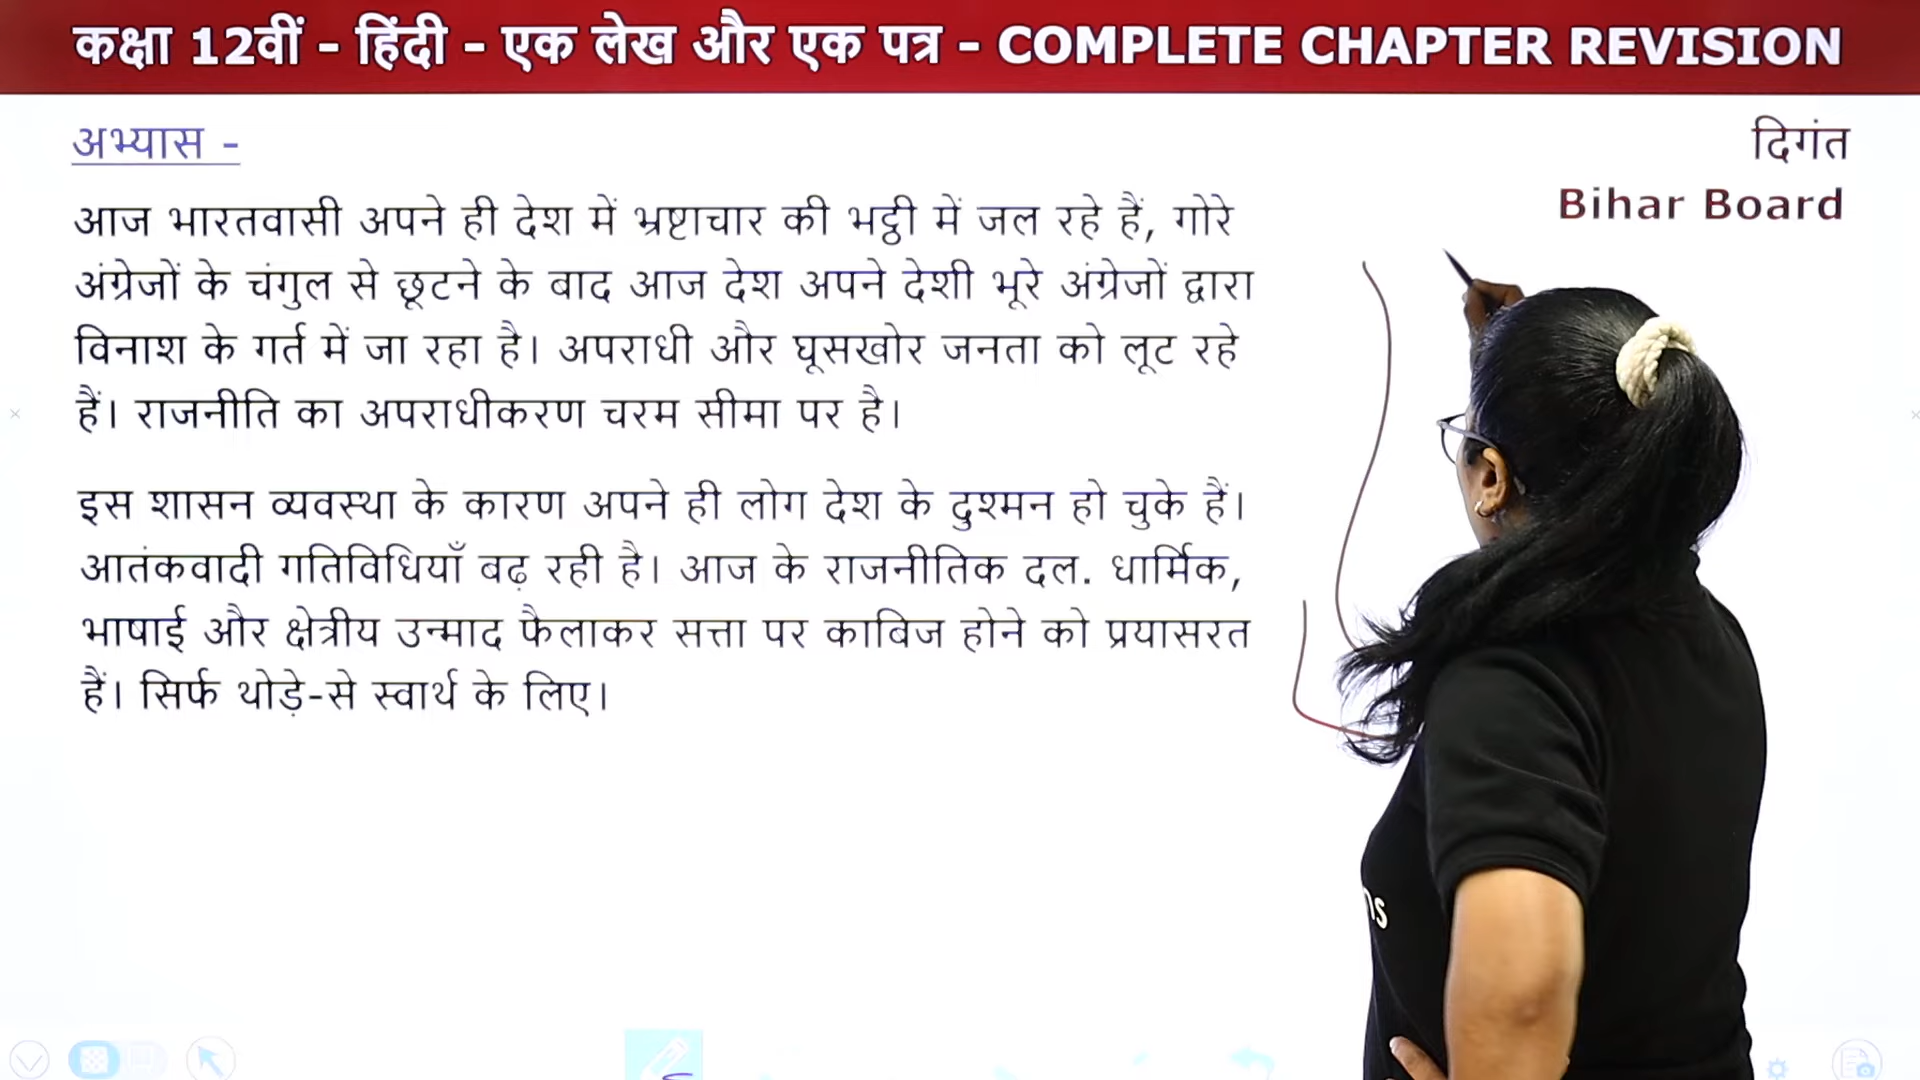 कक्षा 12वीं - हिंदी - एक लेख और एक पत्र - COMPLETE CHAPTER REVISION
अभ्यास -
दिगंत
Bihar Board
आज भारतवासी अपने ही देश में भ्रष्टाचार की भट्ठी में जल रहे हैं, गोरे
अंग्रेजों के चंगुल से छूटने के बाद आज देश अपने देशी भूरे अंग्रेजों द्वारा
विनाश के गर्त में जा रहा है। अपराधी और घूसखोर जनता को लूट रहे
हैं। राजनीति का अपराधीकरण चरम सीमा पर है।
इस शासन व्यवस्था के कारण अपने ही लोग देश के दुश्मन हो चुके हैं।
आतंकवादी गतिविधियाँ बढ़ रही है। आज के राजनीतिक दल. धार्मिक,
भाषाई और क्षेत्रीय उन्माद फैलाकर सत्ता पर काबिज होने को प्रयासरत
हैं। सिर्फ थोड़े-से स्वार्थ के लिए।